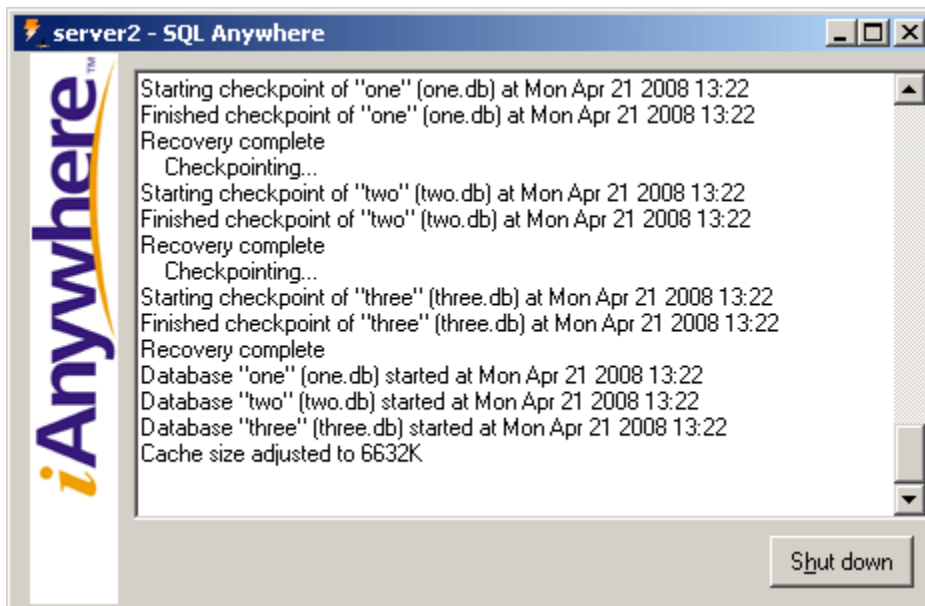 server2 - SQL Anywhere
iAnywhere™
Starting checkpoint of "one" (one.db) at Mon Apr 21 2008 13:22
Finished checkpoint of "one" (one.db) at Mon Apr 21 2008 13:22
Recovery complete
Checkpointing...
Starting checkpoint of "two" (two.db) at Mon Apr 21 2008 13:22
Finished checkpoint of "two" (two.db) at Mon Apr 21 2008 13:22
Recovery complete
Checkpointing...
Starting checkpoint of "three" (three.db) at Mon Apr 21 2008 13:22
Finished checkpoint of "three" (three.db) at Mon Apr 21 2008 13:22
Recovery complete
Database "one" (one.db) started at Mon Apr 21 2008 13:22
Database "two" (two.db) started at Mon Apr 21 2008 13:22
Database "three" (three.db) started at Mon Apr 21 2008 13:22
Cache size adjusted to 6632K
Shut down